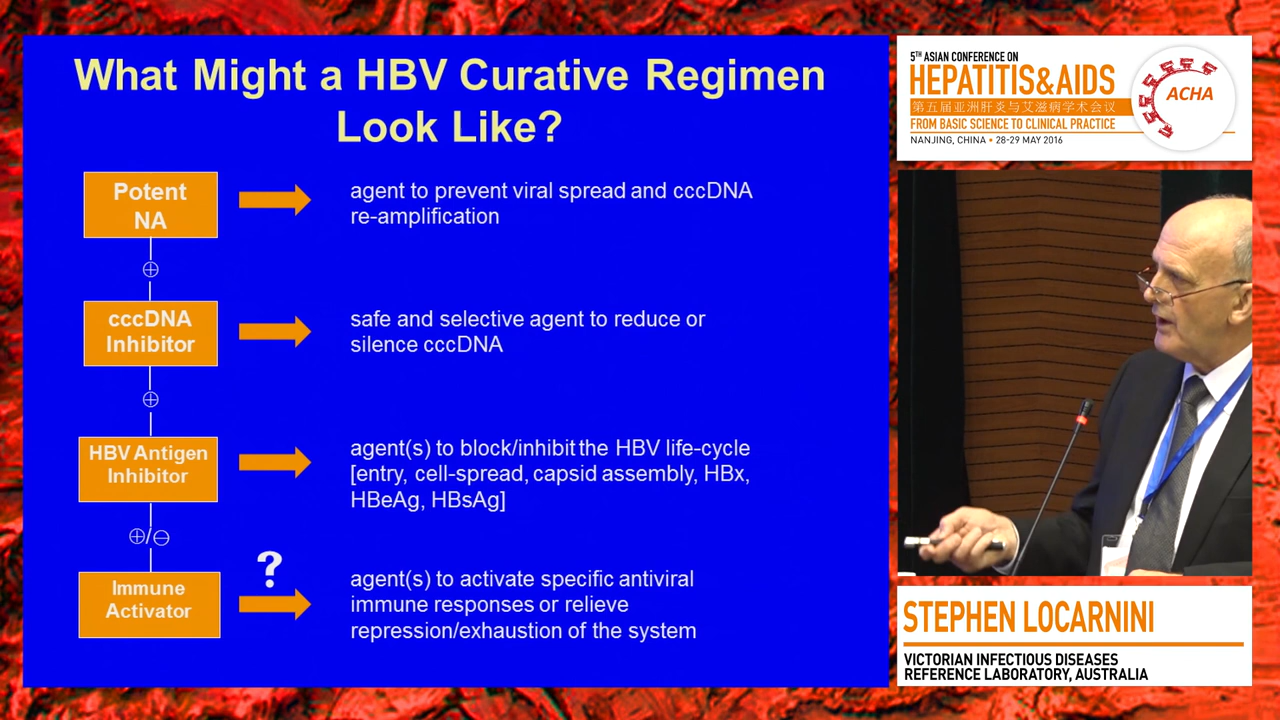 What Might a HBV Curative Regimen
Look Like?
Potent
NA
agent to prevent viral spread and cccDNA
re-amplification
⊕
cccDNA
Inhibitor
safe and selective agent to reduce or
silence cccDNA
⊕
HBV Antigen
Inhibitor
agent(s) to block/inhibit the HBV life-cycle
[entry, cell-spread, capsid assembly, HBx,
HBeAg, HBsAg]
⊕/⊖
Immune
Activator
?
agent(s) to activate specific antiviral
immune responses or relieve
repression/exhaustion of the system
5TH ASIAN CONFERENCE ON
HEPATITIS&AIDS
第五届亚洲肝炎与艾滋病学术会议
FROM BASIC SCIENCE TO CLINICAL PRACTICE
NANJING, CHINA • 28-29 MAY 2016
ACHA
STEPHEN LOCARNINI
VICTORIAN INFECTIOUS DISEASES
REFERENCE LABORATORY, AUSTRALIA